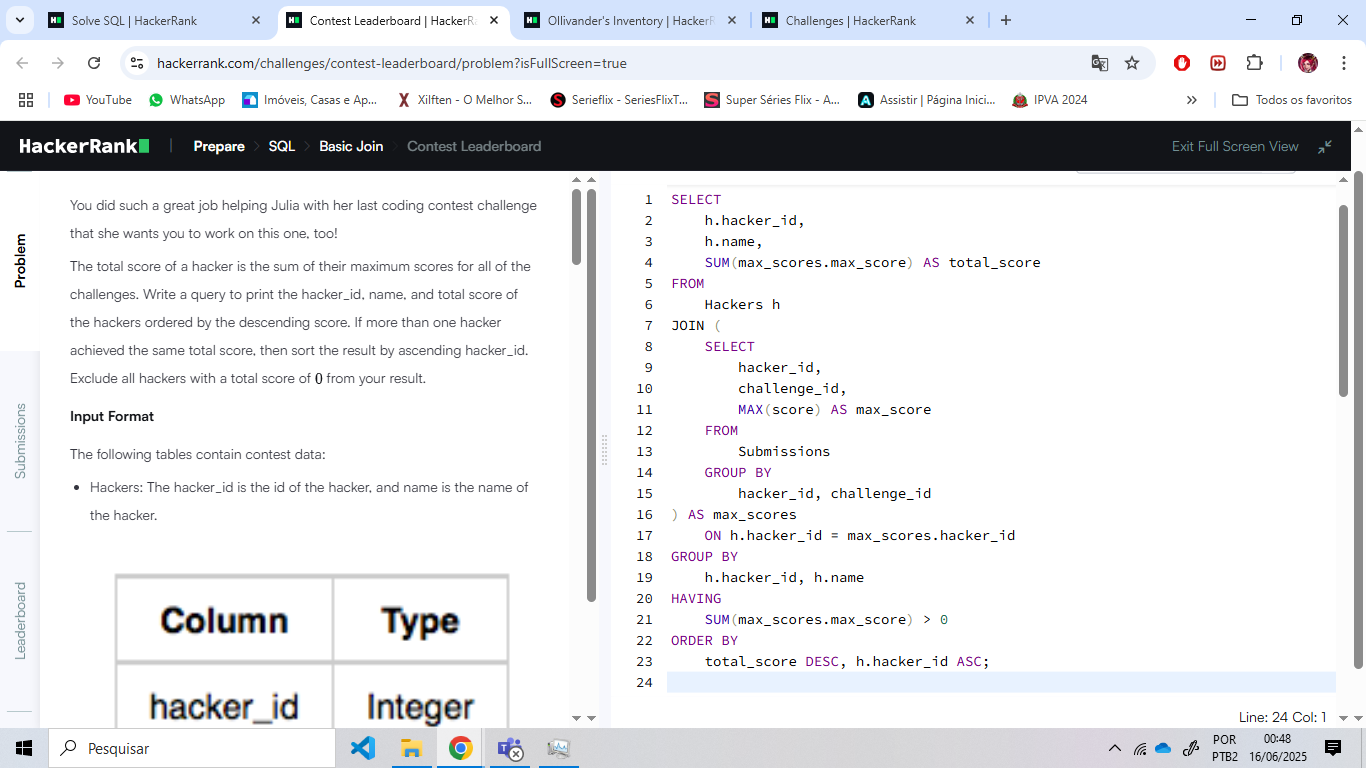 Solve SQL | HackerRank
Contest Leaderboard | HackerRa
Ollivander's Inventory | HackerR
Challenges | HackerRank
hackerrank.com/challenges/contest-leaderboard/problem?isFullScreen=true
YouTube
WhatsApp
Imóveis, Casas e Ap...
Xilften - O Melhor S...
Serieflix - SeriesFlixT...
Super Séries Flix - A...
Assistir | Página Inici...
IPVA 2024
Todos os favoritos
HackerRank
Prepare
SQL
Basic Join
Contest Leaderboard
Exit Full Screen View
Problem
Submissions
Leaderboard
You did such a great job helping Julia with her last coding contest challenge
that she wants you to work on this one, too!
The total score of a hacker is the sum of their maximum scores for all of the
challenges. Write a query to print the hacker_id, name, and total score of
the hackers ordered by the descending score. If more than one hacker
achieved the same total score, then sort the result by ascending hacker_id.
Exclude all hackers with a total score of 0 from your result.
Input Format
The following tables contain contest data:
• Hackers: The hacker_id is the id of the hacker, and name is the name of
the hacker.
Column Type
hacker_id Integer
1 SELECT
2 h.hacker_id,
3 h.name,
4 SUM(max_scores.max_score) AS total_score
5 FROM
6 Hackers h
7 JOIN (
8 SELECT
9 hacker_id,
10 challenge_id,
11 MAX(score) AS max_score
12 FROM
13 Submissions
14 GROUP BY
15 hacker_id, challenge_id
16 ) AS max_scores
17 ON h.hacker_id = max_scores.hacker_id
18 GROUP BY
19 h.hacker_id, h.name
20 HAVING
21 SUM(max_scores.max_score) > 0
22 ORDER BY
23 total_score DESC, h.hacker_id ASC;
24
Line: 24 Col: 1
Pesquisar
POR
PTB2
00:48
16/06/2025